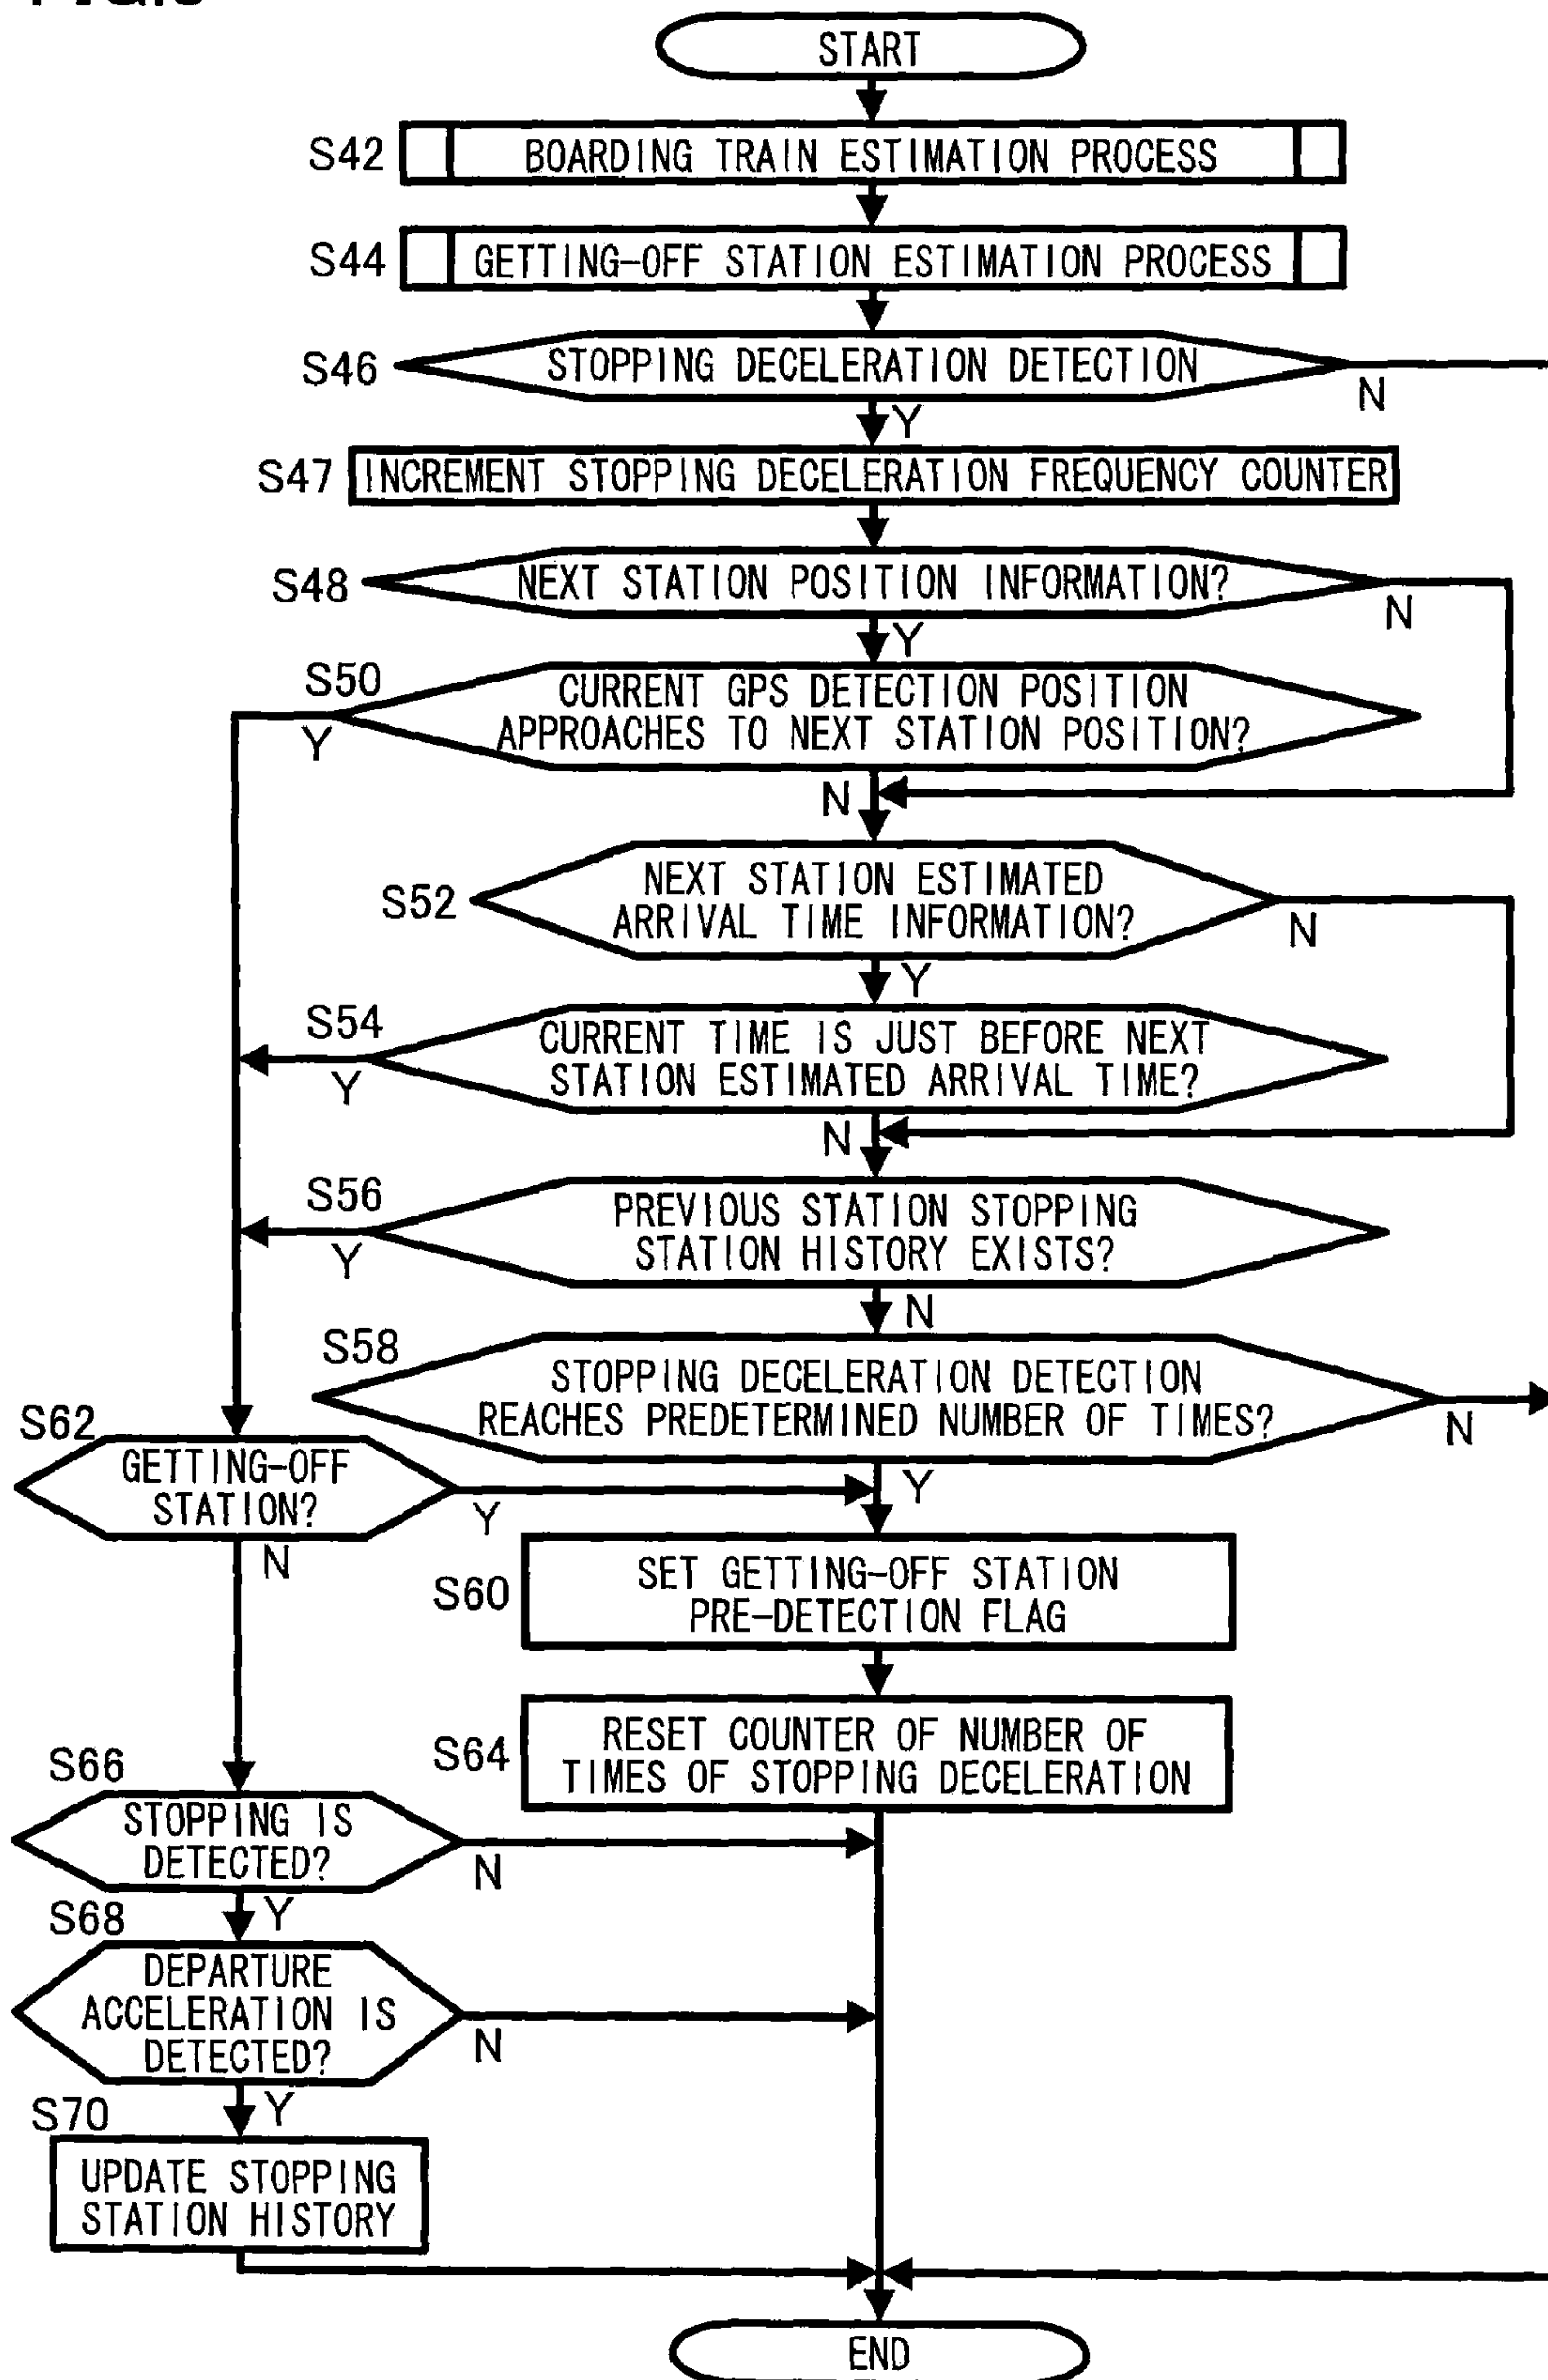 START
S42 BOARDING TRAIN ESTIMATION PROCESS
S44 GETTING-OFF STATION ESTIMATION PROCESS
S46 STOPPING DECELERATION DETECTION
N
Y
S47 INCREMENT STOPPING DECELERATION FREQUENCY COUNTER
S48 NEXT STATION POSITION INFORMATION?
N
Y
S50 CURRENT GPS DETECTION POSITION
APPROACHES TO NEXT STATION POSITION?
Y
N
S52 NEXT STATION ESTIMATED
ARRIVAL TIME INFORMATION?
N
Y
S54 CURRENT TIME IS JUST BEFORE NEXT
STATION ESTIMATED ARRIVAL TIME?
Y
N
S56 PREVIOUS STATION STOPPING
STATION HISTORY EXISTS?
Y
N
S58 STOPPING DECELERATION DETECTION
REACHES PREDETERMINED NUMBER OF TIMES?
N
Y
S62 GETTING-OFF
STATION?
Y
N
S60 SET GETTING-OFF STATION
PRE-DETECTION FLAG
S64 RESET COUNTER OF NUMBER OF
TIMES OF STOPPING DECELERATION
S66 STOPPING IS
DETECTED?
N
Y
S68 DEPARTURE
ACCELERATION IS
DETECTED?
N
Y
S70 UPDATE STOPPING
STATION HISTORY
END